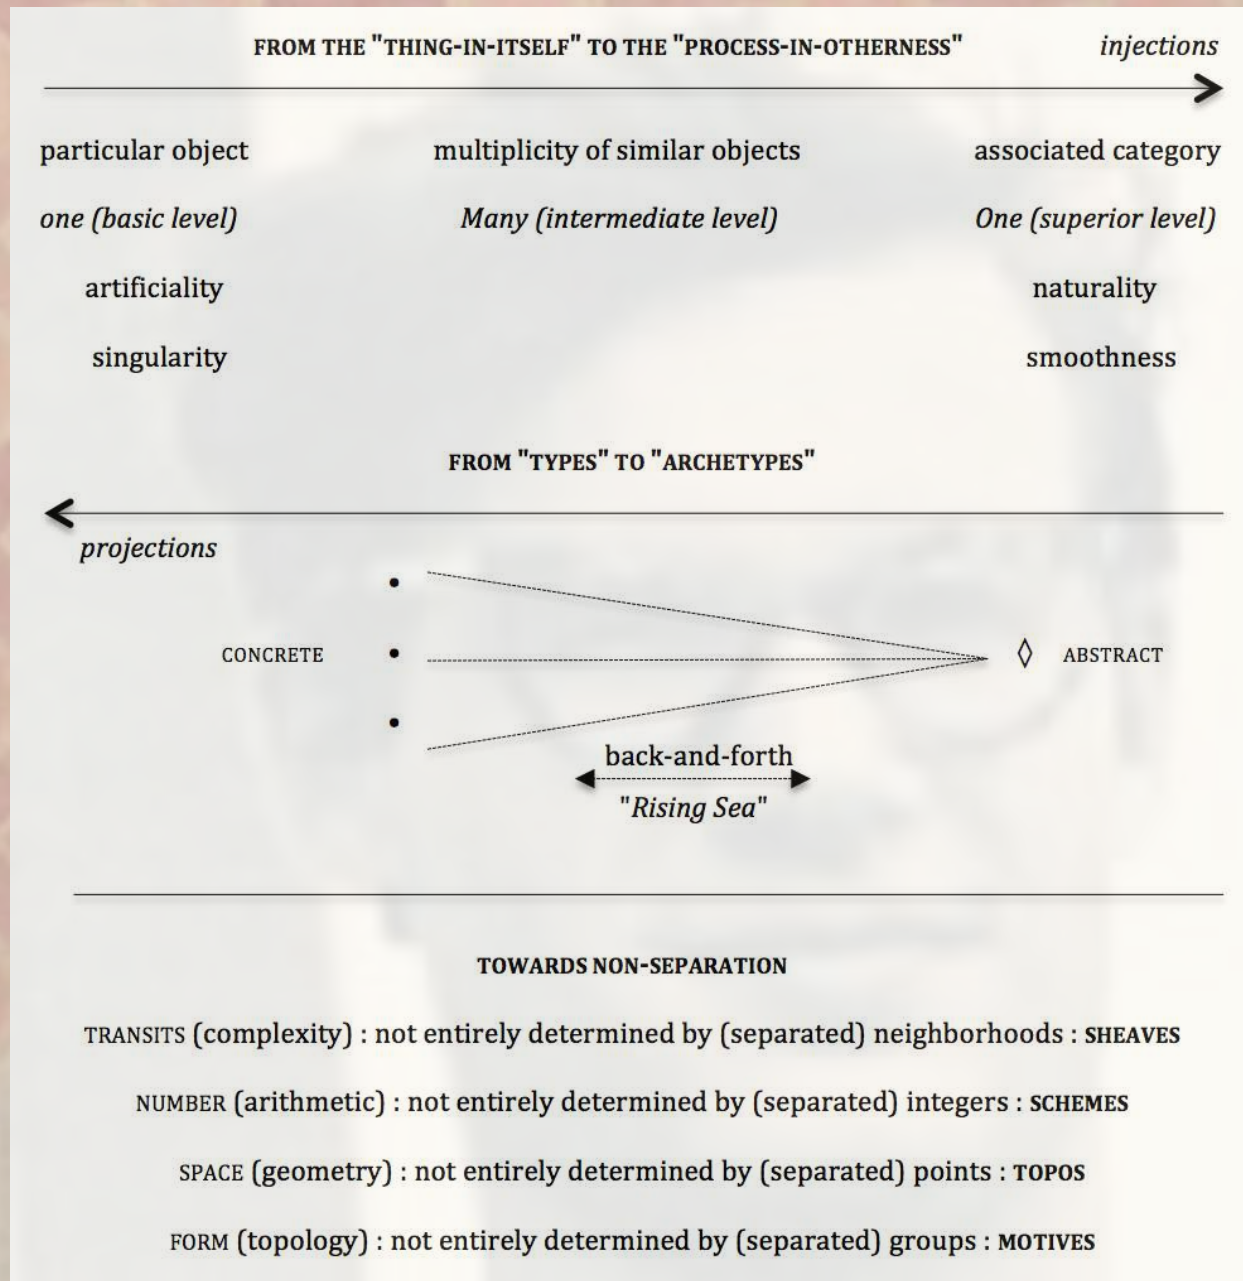 FROM THE "THING-IN-ITSELF" TO THE "PROCESS-IN-OTHERNESS" injections
particular object multiplicity of similar objects associated category
one (basic level) Many (intermediate level) One (superior level)
artificiality naturality
singularity smoothness
FROM "TYPES" TO "ARCHETYPES"
projections
CONCRETE ABSTRACT
back-and-forth
"Rising Sea"
TOWARDS NON-SEPARATION
TRANSITS (complexity) : not entirely determined by (separated) neighborhoods : SHEAVES
NUMBER (arithmetic) : not entirely determined by (separated) integers : SCHEMES
SPACE (geometry) : not entirely determined by (separated) points : TOPOS
FORM (topology) : not entirely determined by (separated) groups : MOTIVES